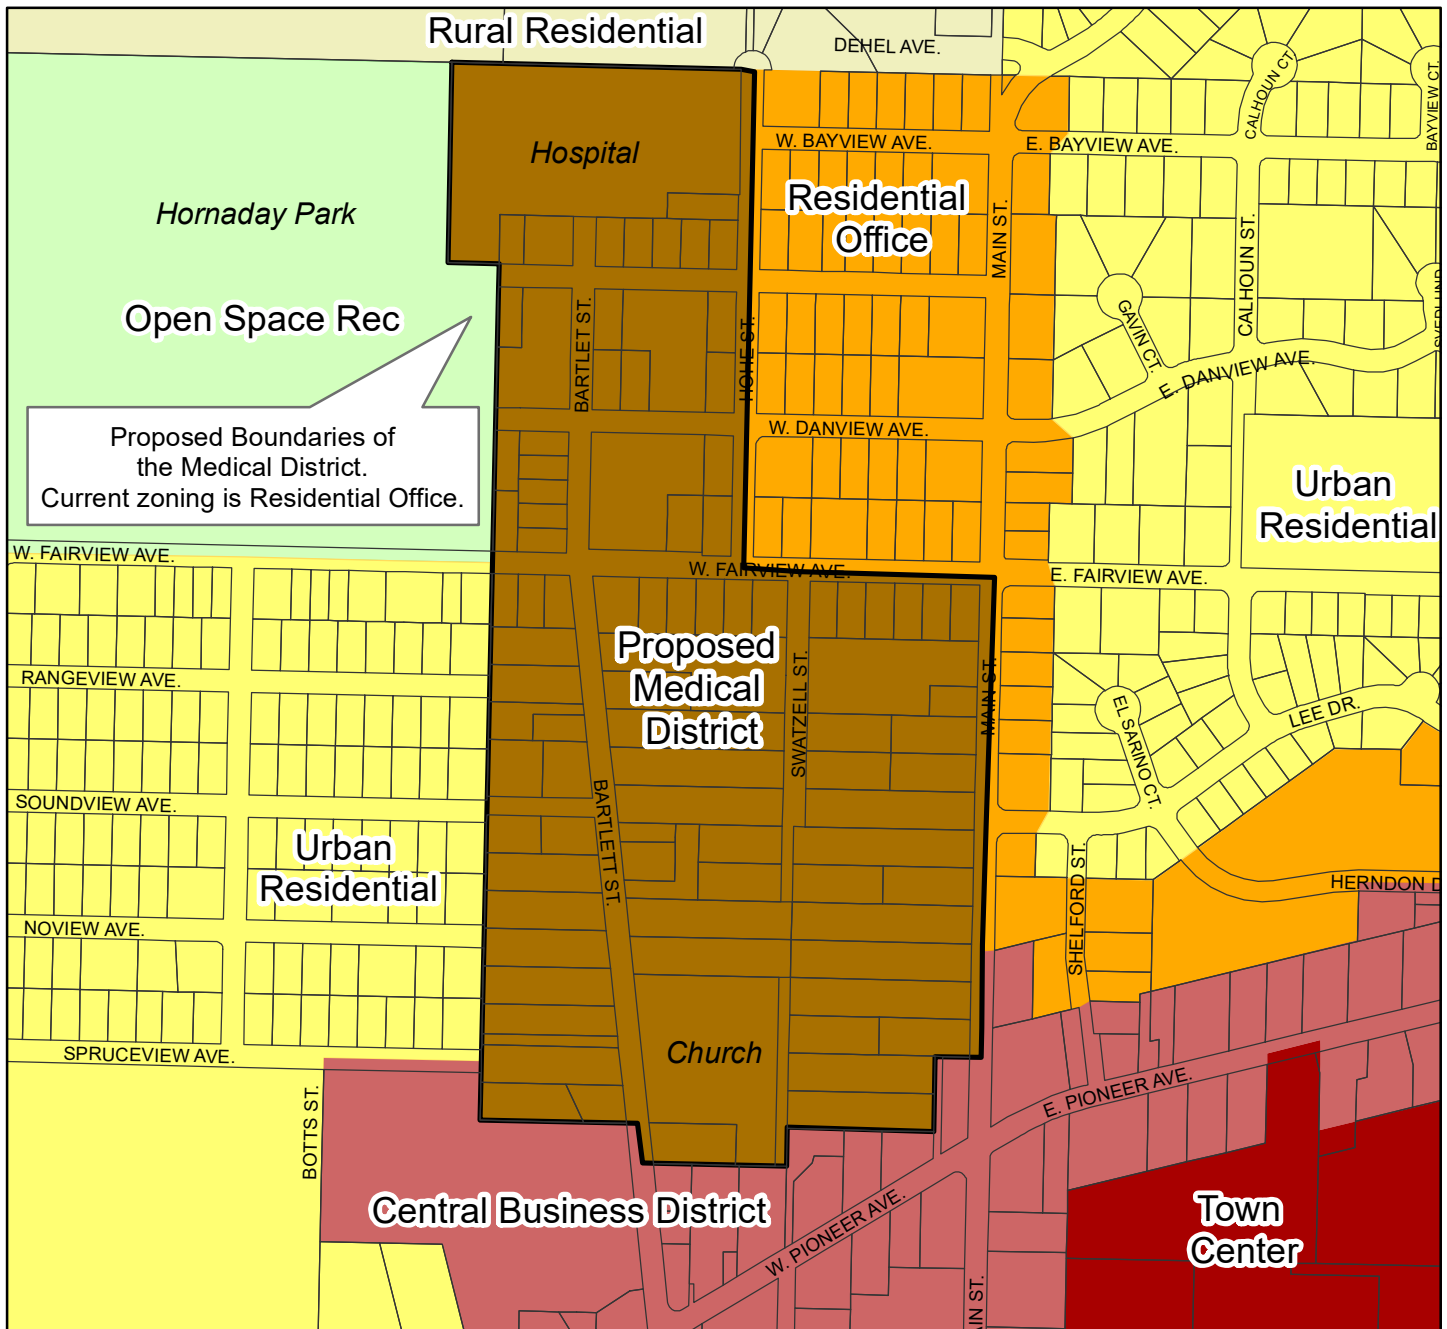 Rural Residential
DEHEL AVE.
CALHOUN CT
BAYVIEW CT.
W. BAYVIEW AVE.
E. BAYVIEW AVE.
Hospital
Hornaday Park
Residential
Office
MAIN ST.
CALHOUN ST.
Open Space Rec
BARTLET ST.
HOHE ST.
GAVIN CT.
E. DANVIEW AVE.
Proposed Boundaries of
the Medical District.
Current zoning is Residential Office.
W. DANVIEW AVE.
Urban
Residential
W. FAIRVIEW AVE.
W. FAIRVIEW AVE.
E. FAIRVIEW AVE.
Proposed
Medical
District
RANGEVIEW AVE.
SWATZELL ST.
MAIN ST.
EL SARINO CT.
LEE DR.
SOUNDVIEW AVE.
BARTLETT ST.
Urban
Residential
SHELFORD ST.
HERNDON D
NOVIEW AVE.
Church
SPRUCEVIEW AVE.
BOTTS ST.
E. PIONEER AVE.
Central Business District
W. PIONEER AVE.
Town
Center
AIN ST.